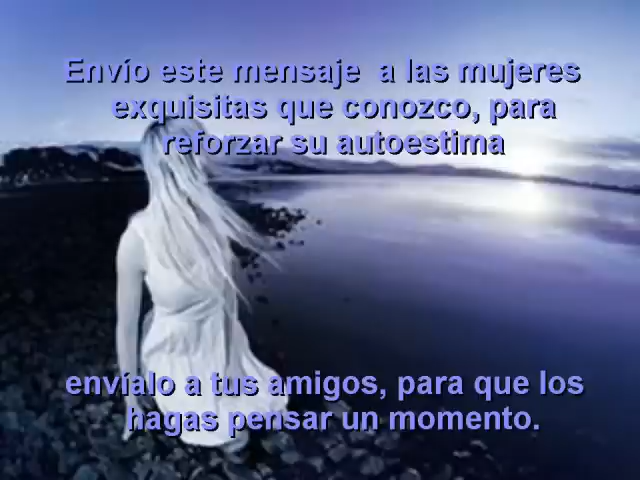 Envío este mensaje a las mujeres
exquisitas que conozco, para
reforzar su autoestima
envíalo a tus amigos, para que los
hagas pensar un momento.